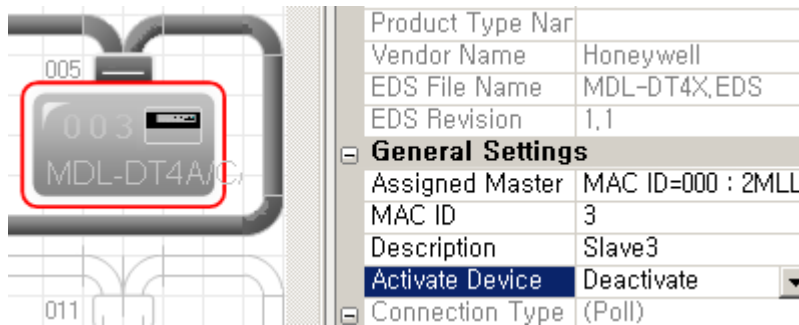 005
003
MDL-DT4A/C
011
Product Type Nar
Vendor Name Honeywell
EDS File Name MDL-DT4X,EDS
EDS Revision 1,1
General Settings
Assigned Master MAC ID=000 : 2MLL
MAC ID 3
Description Slave3
Activate Device Deactivate
Connection Type (Poll)